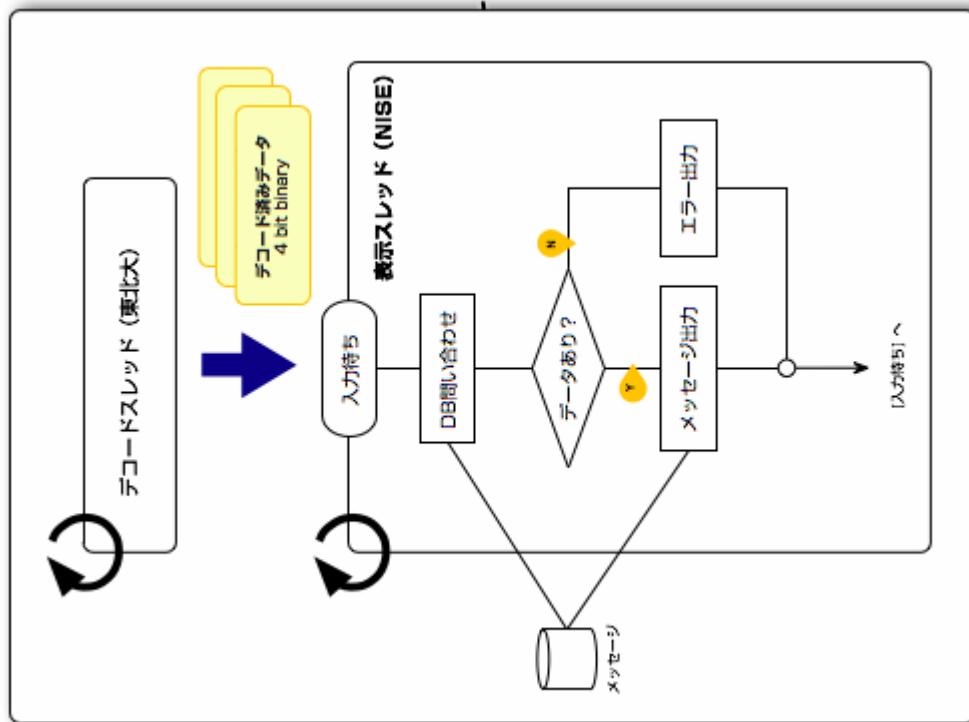 デコードスレッド（東北大）
デコード済みデータ
4 bit binary
表示スレッド（NISE）
入力待ち
DB問い合わせ
データあり？
N
Y
エラー出力
メッセージ出力
[入力待ち] へ
メッセージ